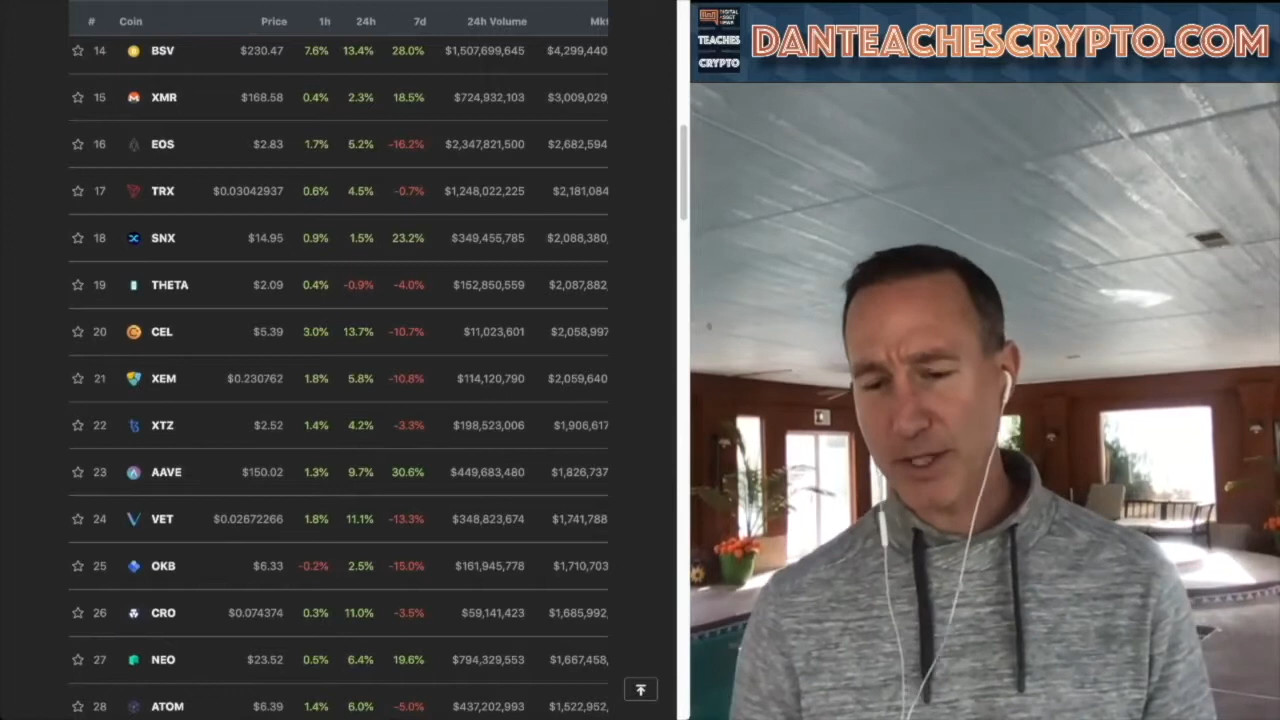 # Coin Price 1h 24h 7d 24h Volume Mkt
14 BSV $230.47 7.6% 13.4% 28.0% $1,507,699,645 $4,299,440
15 XMR $168.58 0.4% 2.3% 18.5% $724,932,103 $3,009,029
16 EOS $2.83 1.7% 5.2% -16.2% $2,347,821,500 $2,682,594
17 TRX $0.03042937 0.6% 4.5% -0.7% $1,248,022,225 $2,181,084
18 SNX $14.95 0.9% 1.5% 23.2% $349,455,785 $2,088,380,
19 THETA $2.09 0.4% -0.9% -4.0% $152,850,559 $2,087,882,
20 CEL $5.39 3.0% 13.7% -10.7% $11,023,601 $2,058,997
21 XEM $0.230762 1.8% 5.8% -10.8% $114,120,790 $2,059,640
22 XTZ $2.52 1.4% 4.2% -3.3% $198,523,006 $1,906,617
23 AAVE $150.02 1.3% 9.7% 30.6% $449,683,480 $1,826,737
24 VET $0.02672266 1.8% 11.1% -13.3% $348,823,674 $1,741,788
25 OKB $6.33 -0.2% 2.5% -15.0% $161,945,778 $1,710,703
26 CRO $0.074374 0.3% 11.0% -3.5% $59,141,423 $1,685,992,
27 NEO $23.52 0.5% 6.4% 19.6% $794,329,553 $1,667,458,
28 ATOM $6.39 1.4% 6.0% -5.0% $437,202,993 $1,522,952,
DIGITAL
ASSET
NEWS
TEACHES
CRYPTO
DANTEACHESCRYPTO.COM